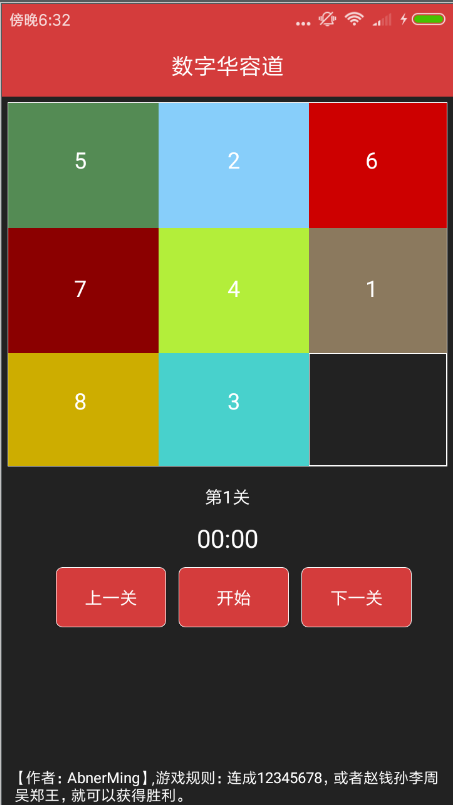 傍晚6:32
数字华容道
5 2 6
7 4 1
8 3
第1关
00:00
上一关 开始 下一关
【作者：AbnerMing】,游戏规则：连成12345678，或者赵钱孙李周
吴郑王，就可以获得胜利。